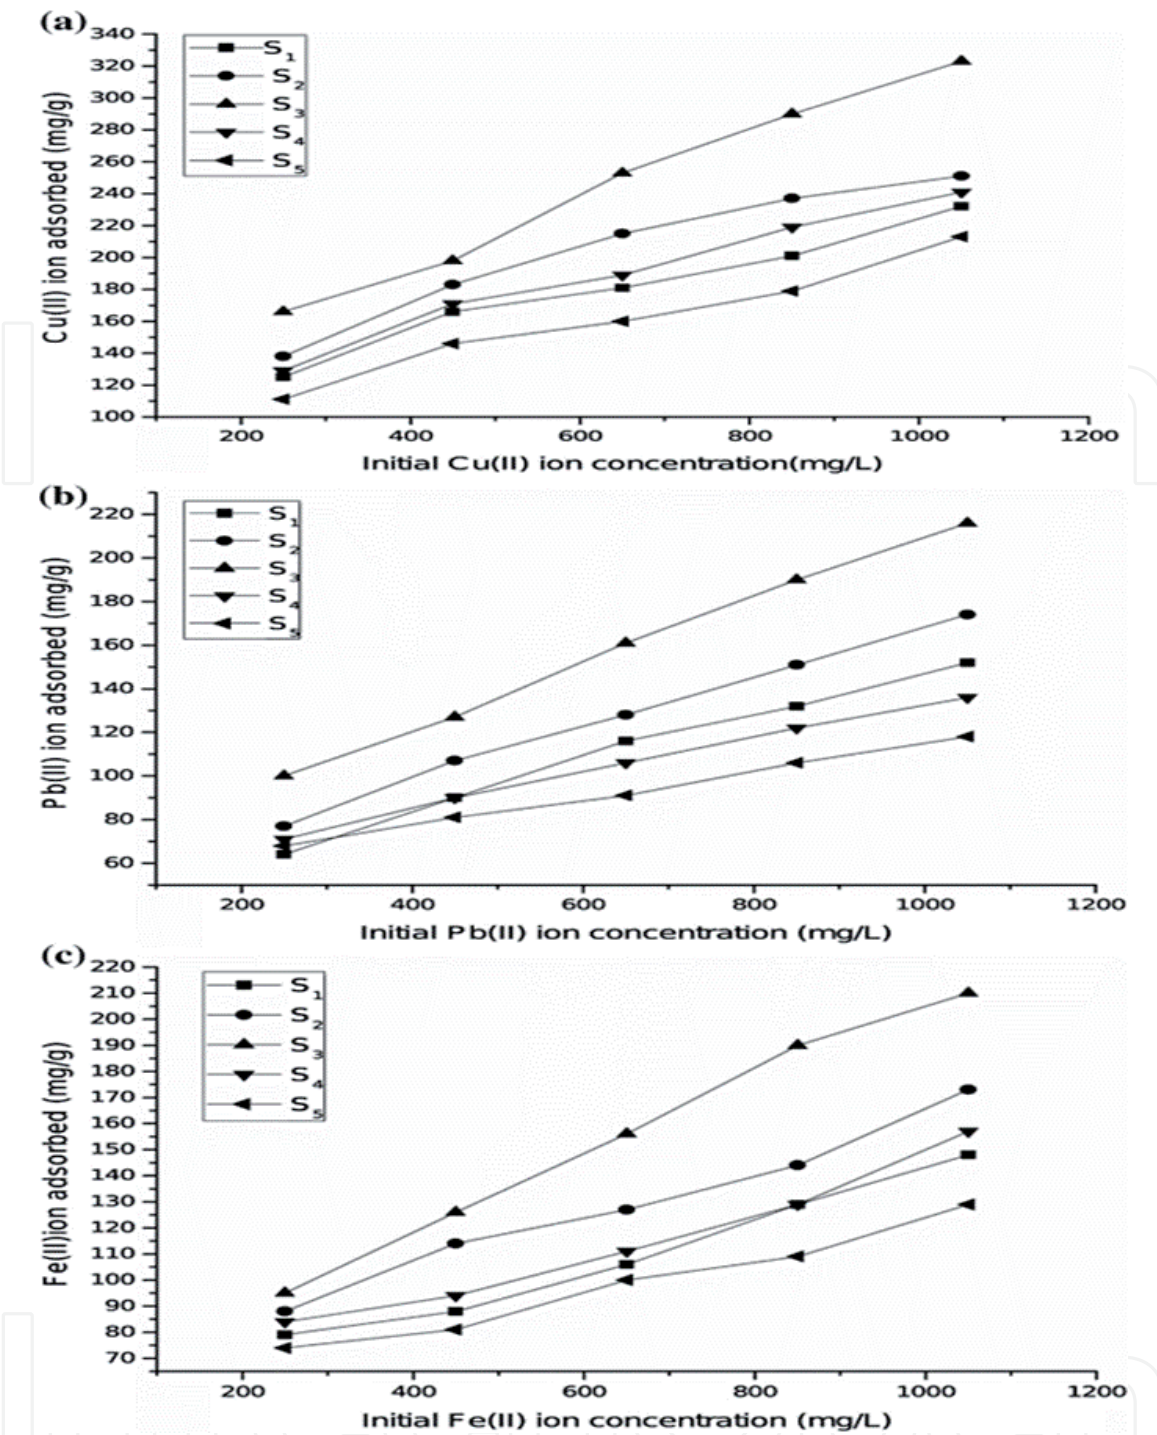 (a)
340
320
300
280
260
240
220
200
180
160
140
120
100
Cu(II) ion adsorbed (mg/g)
S1
S2
S3
S4
S5
200 400 600 800 1000 1200
Initial Cu(II) ion concentration(mg/L)
(b)
220
200
180
160
140
120
100
80
60
Pb(II) ion adsorbed (mg/g)
S1
S2
S3
S4
S5
200 400 600 800 1000 1200
Initial Pb(II) ion concentration (mg/L)
(c)
220
210
200
190
180
170
160
150
140
130
120
110
100
90
80
70
Fe(II)ion adsorbed (mg/g)
S1
S2
S3
S4
S5
200 400 600 800 1000 1200
Initial Fe(II) ion concentration (mg/L)